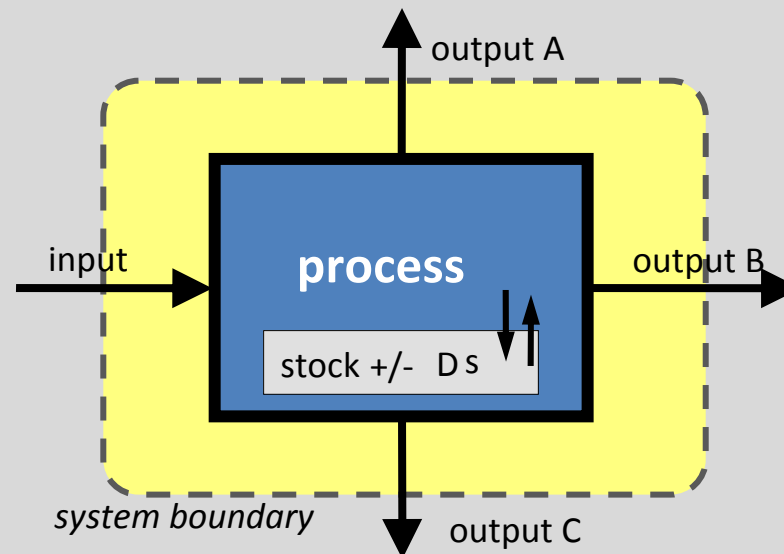 output A
input
process
output B
stock +/- D s
system boundary
output C